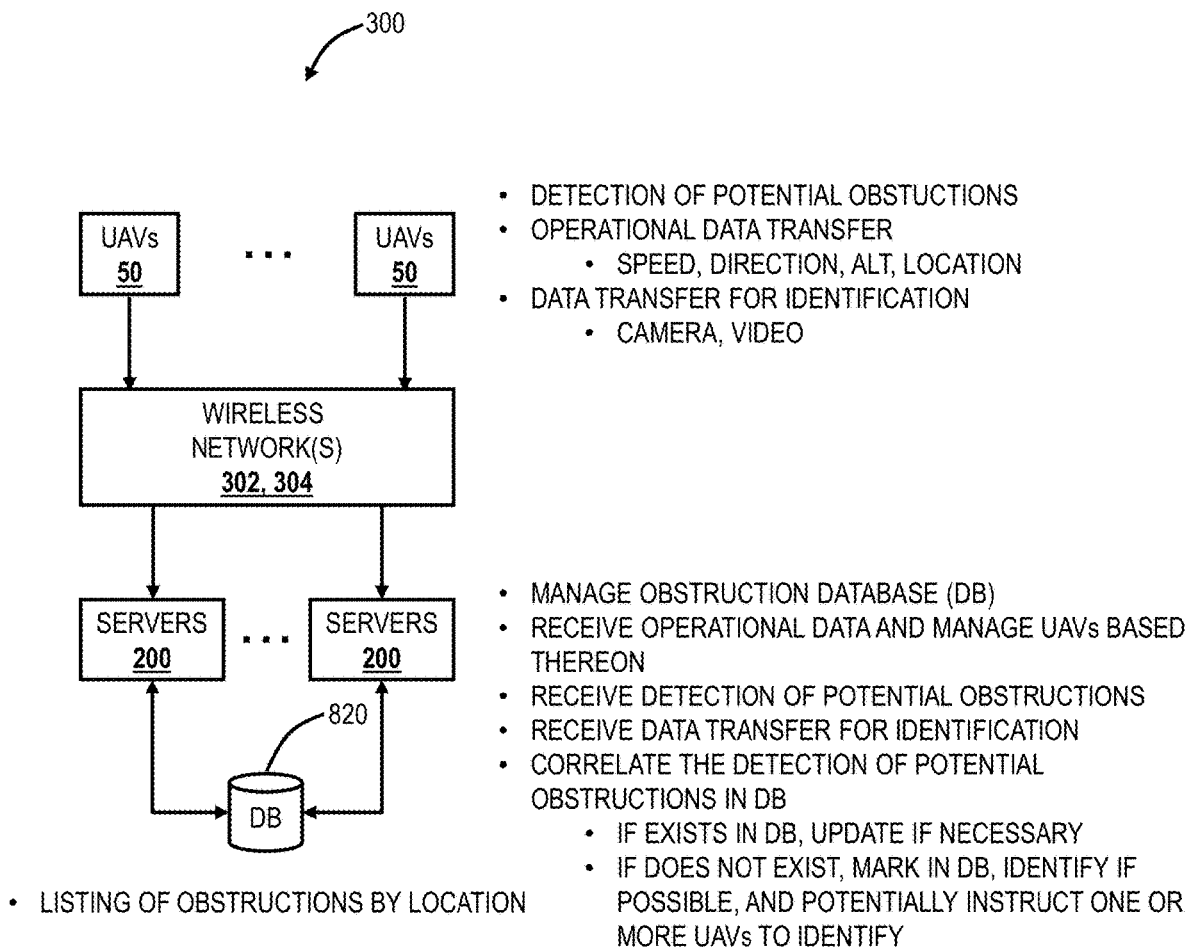 300
• DETECTION OF POTENTIAL OBSTUCTIONS
• OPERATIONAL DATA TRANSFER
• SPEED, DIRECTION, ALT, LOCATION
• DATA TRANSFER FOR IDENTIFICATION
• CAMERA, VIDEO
UAVs
50
...
UAVs
50
WIRELESS
NETWORK(S)
302, 304
SERVERS
200
...
SERVERS
200
820
DB
• LISTING OF OBSTRUCTIONS BY LOCATION
• MANAGE OBSTRUCTION DATABASE (DB)
• RECEIVE OPERATIONAL DATA AND MANAGE UAVs BASED
THEREON
• RECEIVE DETECTION OF POTENTIAL OBSTRUCTIONS
• RECEIVE DATA TRANSFER FOR IDENTIFICATION
• CORRELATE THE DETECTION OF POTENTIAL
OBSTRUCTIONS IN DB
• IF EXISTS IN DB, UPDATE IF NECESSARY
• IF DOES NOT EXIST, MARK IN DB, IDENTIFY IF
POSSIBLE, AND POTENTIALLY INSTRUCT ONE OR
MORE UAVs TO IDENTIFY